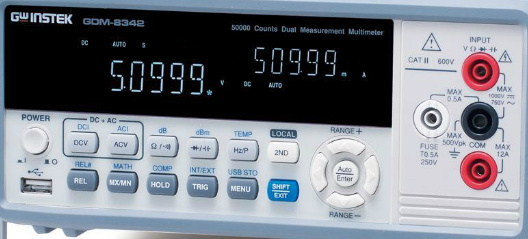 GW INSTEK GDM-8342
50000 Counts Dual Measurement Multimeter
DC AUTO S
5.0999 V
50.999 m A
DC AUTO
POWER
DC + AC
DCI ACI dB dBm TEMP LOCAL
DCV ACV Ω/•)) Hz/P 2ND
REL# MATH COMP INT/EXT USB STO
REL MX/MN HOLD TRIG MENU SHIFT/EXIT
RANGE +
Auto/Enter
RANGE −
INPUT
V Ω
CAT II 600V
MAX 0.5A
MAX 1000V 760V
FUSE T0.5A 250V
MAX 500Vpk
COM
MAX 12A